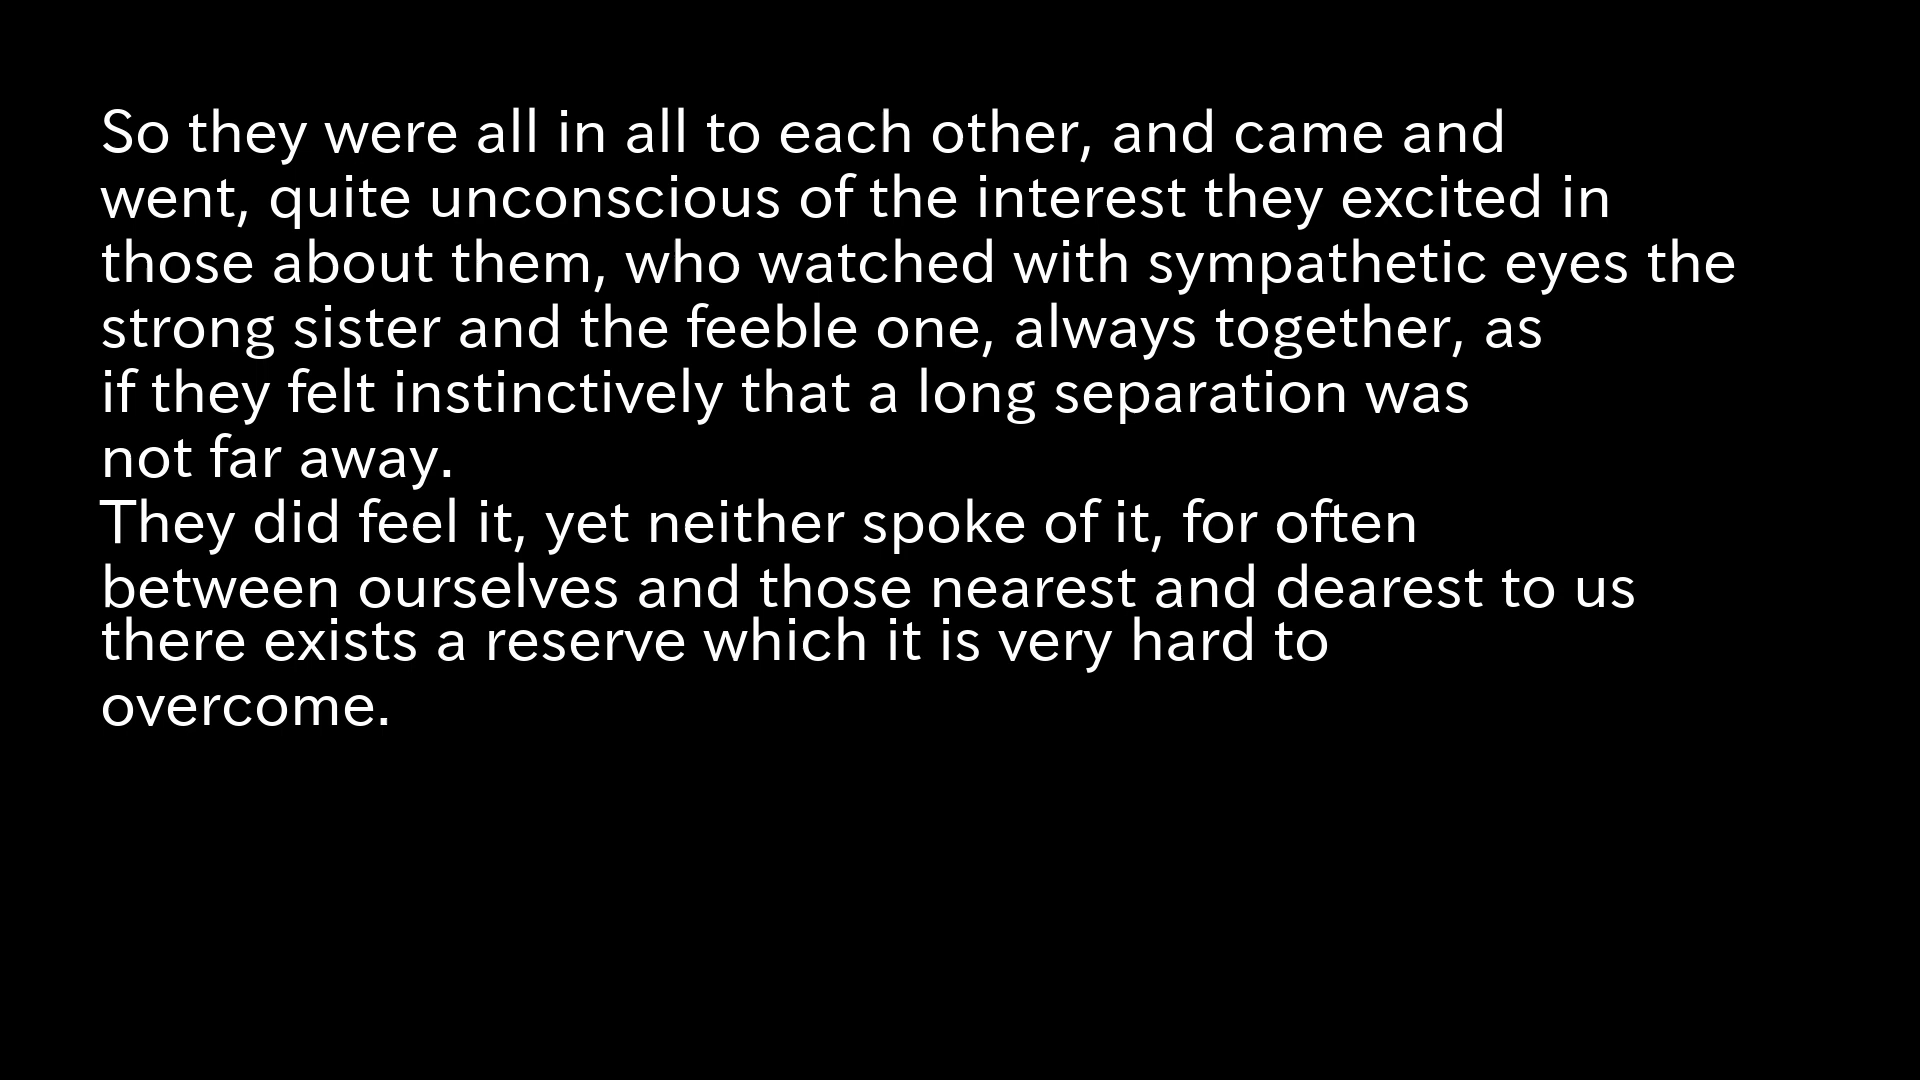 So they were all in all to each other, and came and
went, quite unconscious of the interest they excited in
those about them, who watched with sympathetic eyes the
strong sister and the feeble one, always together, as
if they felt instinctively that a long separation was
not far away.
They did feel it, yet neither spoke of it, for often
between ourselves and those nearest and dearest to us
there exists a reserve which it is very hard to
overcome.